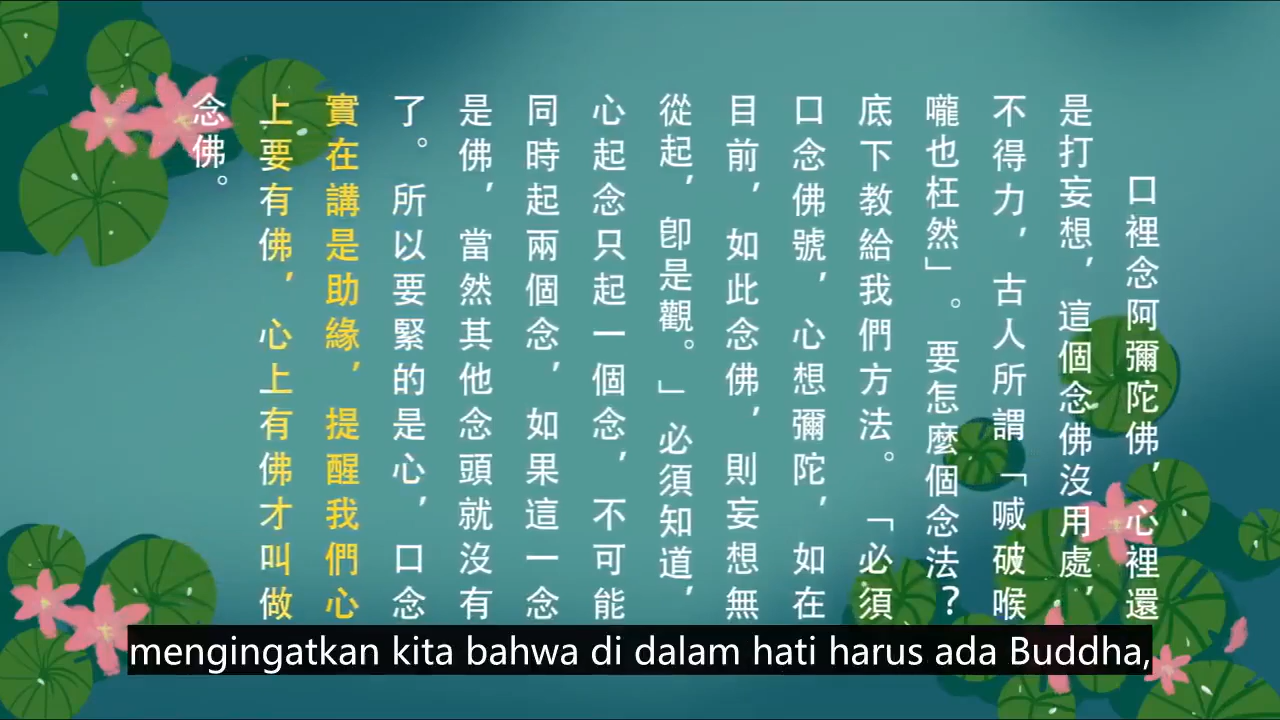 口裡念阿彌陀佛，心裡還
是打妄想，這個念佛沒用處，
不得力，古人所謂「喊破喉
嚨也枉然」。要怎麼個念法？
底下教給我們方法。「必須
口念佛號，心想彌陀，如在
目前，如此念佛，則妄想無
從起，卽是觀。」必須知道，
心起念只起一個念，不可能
同時起兩個念，如果這一念
是佛，當然其他念頭就沒有
了。所以要緊的是心，口念
實在講是助緣，提醒我們心
上要有佛，心上有佛才叫做
念佛。
mengingatkan kita bahwa di dalam hati harus ada Buddha,